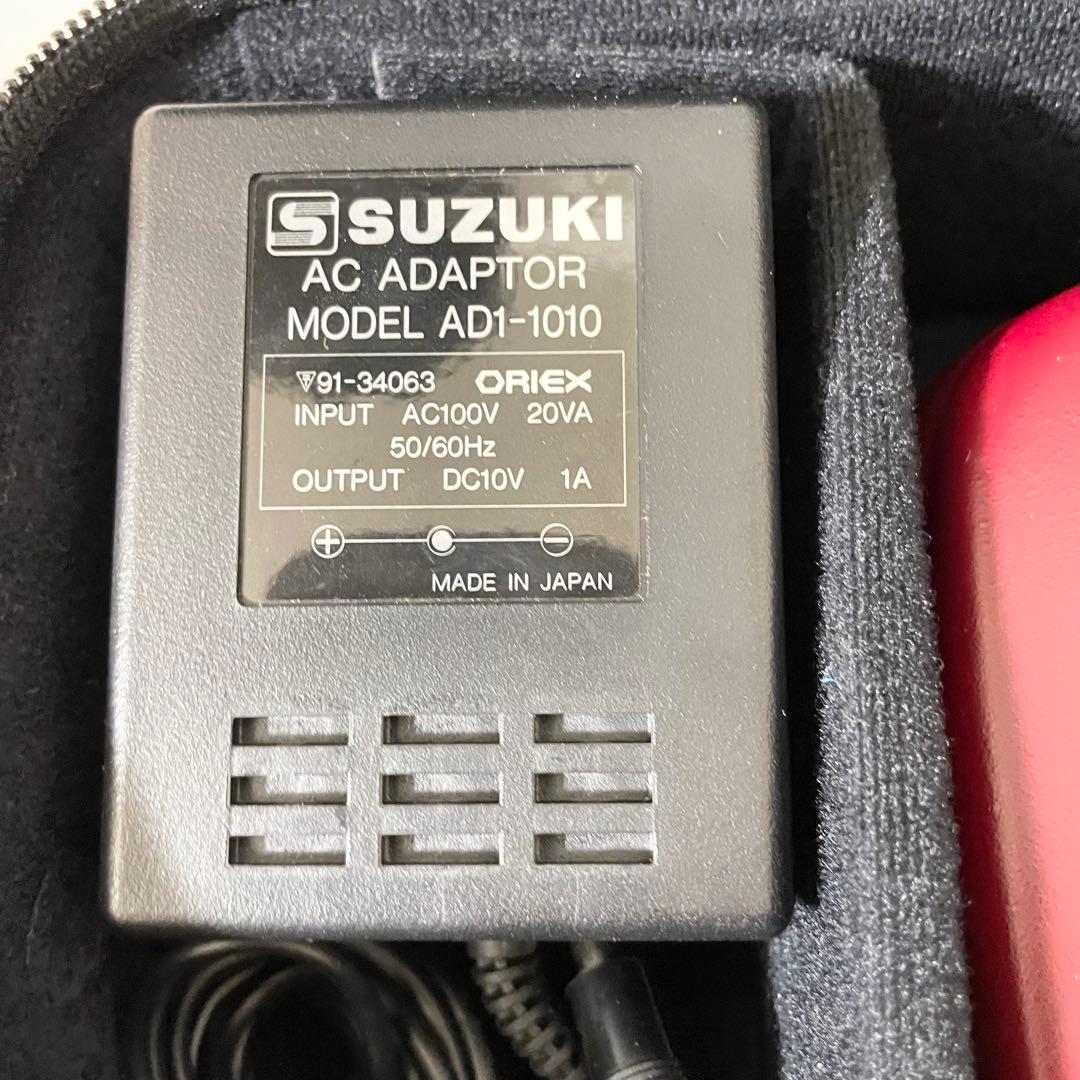 S SUZUKI
AC ADAPTOR
MODEL AD1-1010
91-34063 ORIEX
INPUT AC100V 20VA
50/60Hz
OUTPUT DC10V 1A
+ −
MADE IN JAPAN